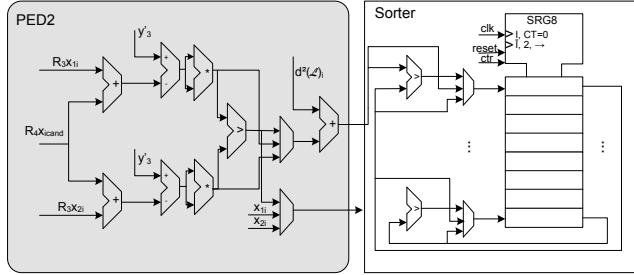 PED2
Sorter
SRG8
clk
I, CT=0
I, 2, →
reset
ctr
y'₃
R₃x₁ᵢ
+
-
*
+
d²(ℒ)ᵢ
>
+
R₄xᵢcand
y'₃
+
-
*
+
R₃x₂ᵢ
x₁ᵢ
x₂ᵢ
>
...
...
...
>